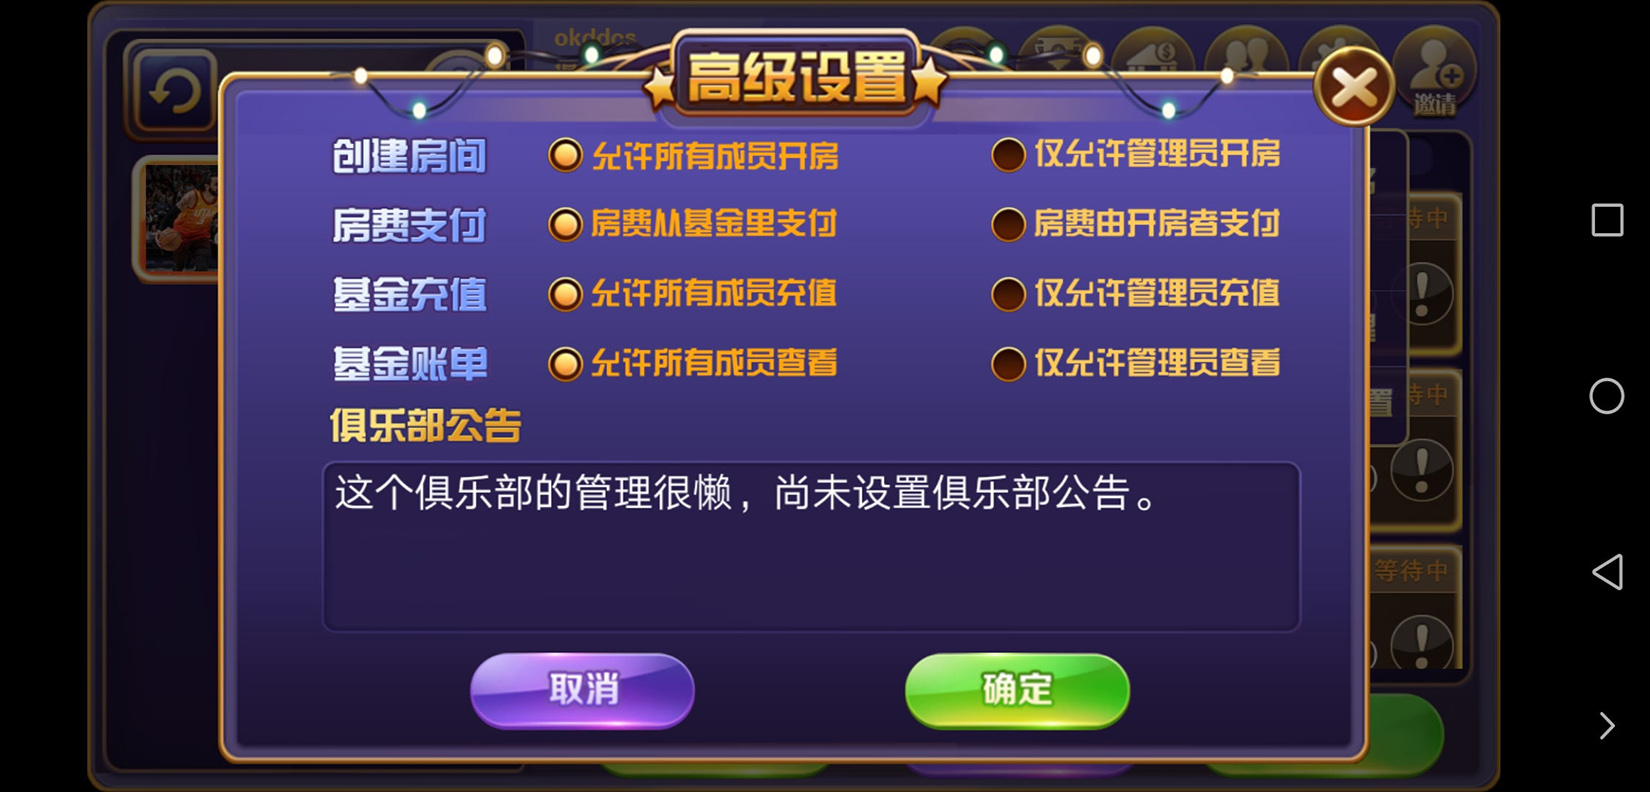 okddos
高级设置
邀请
创建房间 允许所有成员开房 仅允许管理员开房
房费支付 房费从基金里支付 房费由开房者支付
基金充值 允许所有成员充值 仅允许管理员充值
基金账单 允许所有成员查看 仅允许管理员查看
俱乐部公告
这个俱乐部的管理很懒，尚未设置俱乐部公告。
取消 确定
待中
置 待中
等待中